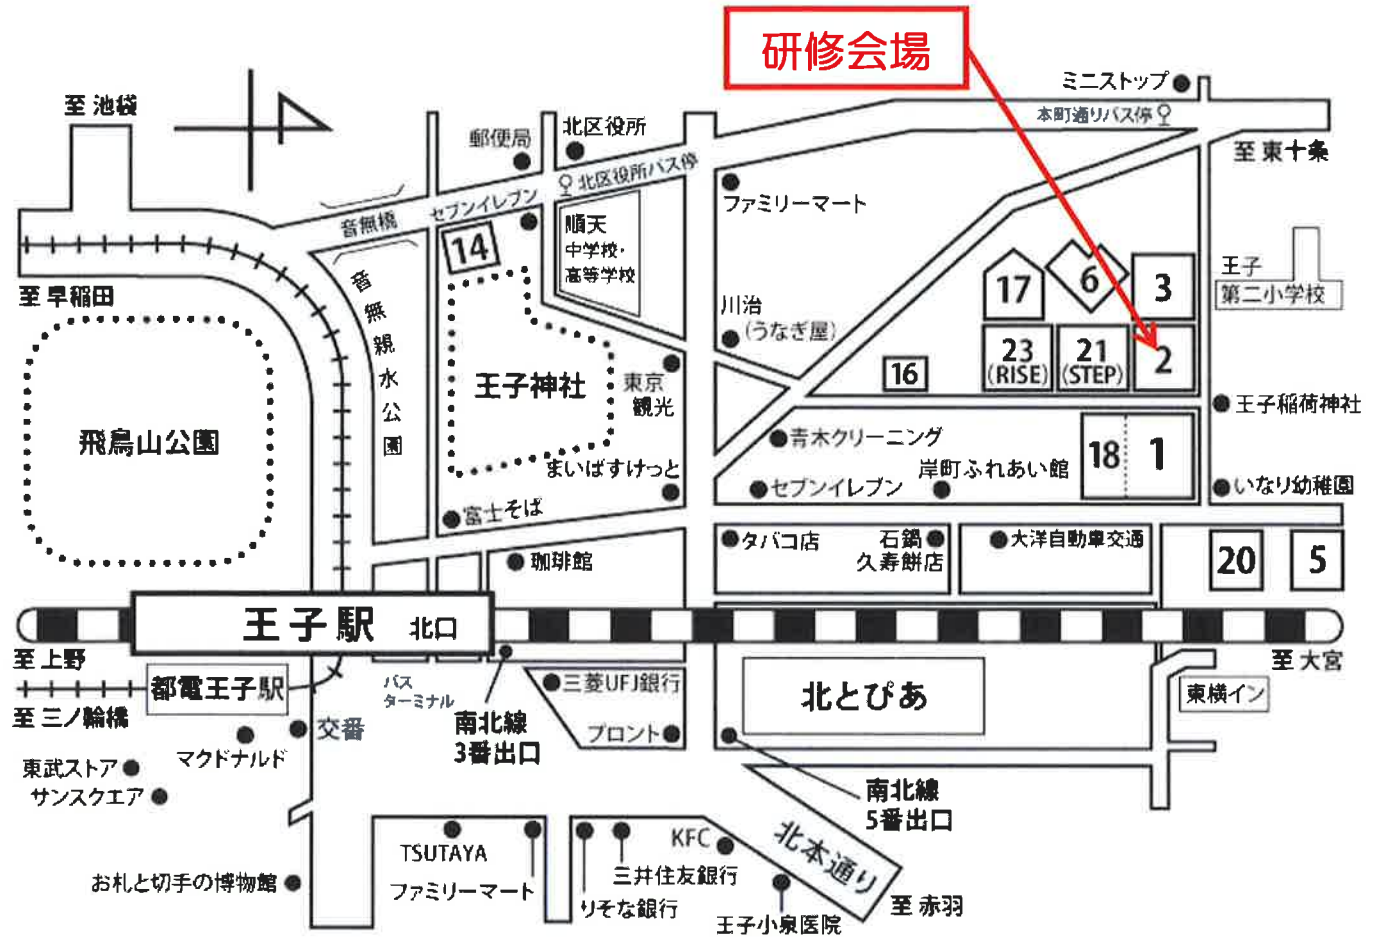 研修会場
ミニストップ
本町通りバス停
至 池袋
郵便局
北区役所
北区役所バス停
至 東十条
セブンイレブン
音無橋
ファミリーマート
順天
中学校・
高等学校
14
17
6
3
王子
第二小学校
至 早稲田
音無親水公園
川治
(うなぎ屋)
23
(RISE)
21
(STEP)
2
16
王子神社
東京
観光
王子稲荷神社
飛鳥山公園
青木クリーニング
18
1
まいばすけっと
岸町ふれあい館
セブンイレブン
いなり幼稚園
富士そば
珈琲館
タバコ店
石鍋
久寿餅店
大洋自動車交通
20
5
王子駅 北口
至 上野
至 大宮
都電王子駅
至 三ノ輪橋
バス
ターミナル
三菱UFJ銀行
北とぴあ
東横イン
南北線
3番出口
プロント
交番
マクドナルド
東武ストア
サンスクエア
南北線
5番出口
北本通り
KFC
TSUTAYA
三井住友銀行
ファミリーマート
お札と切手の博物館
りそな銀行
王子小泉医院
至 赤羽